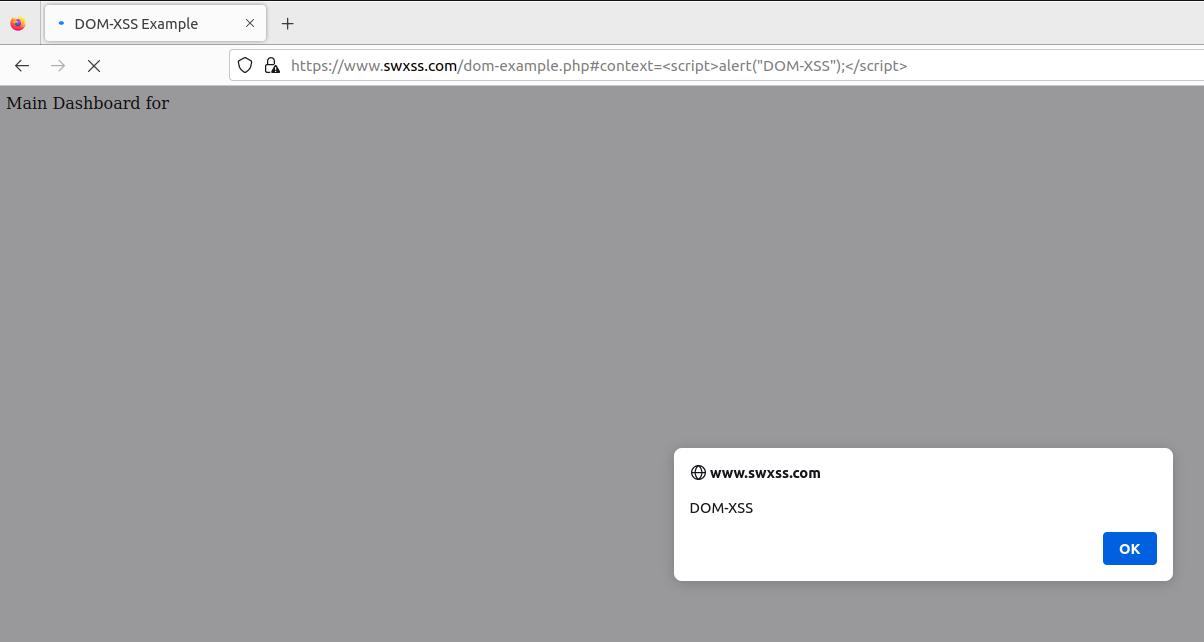 DOM-XSS Example
https://www.swxss.com/dom-example.php#context=<script>alert("DOM-XSS");</script>
Main Dashboard for
www.swxss.com
DOM-XSS
OK